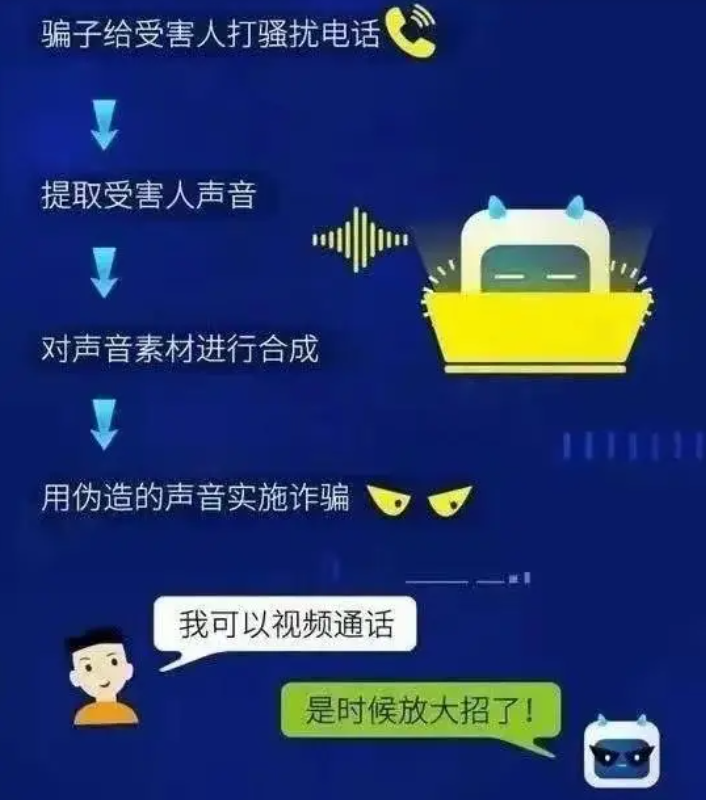 骗子给受害人打骚扰电话
提取受害人声音
对声音素材进行合成
用伪造的声音实施诈骗
我可以视频通话
是时候放大招了!